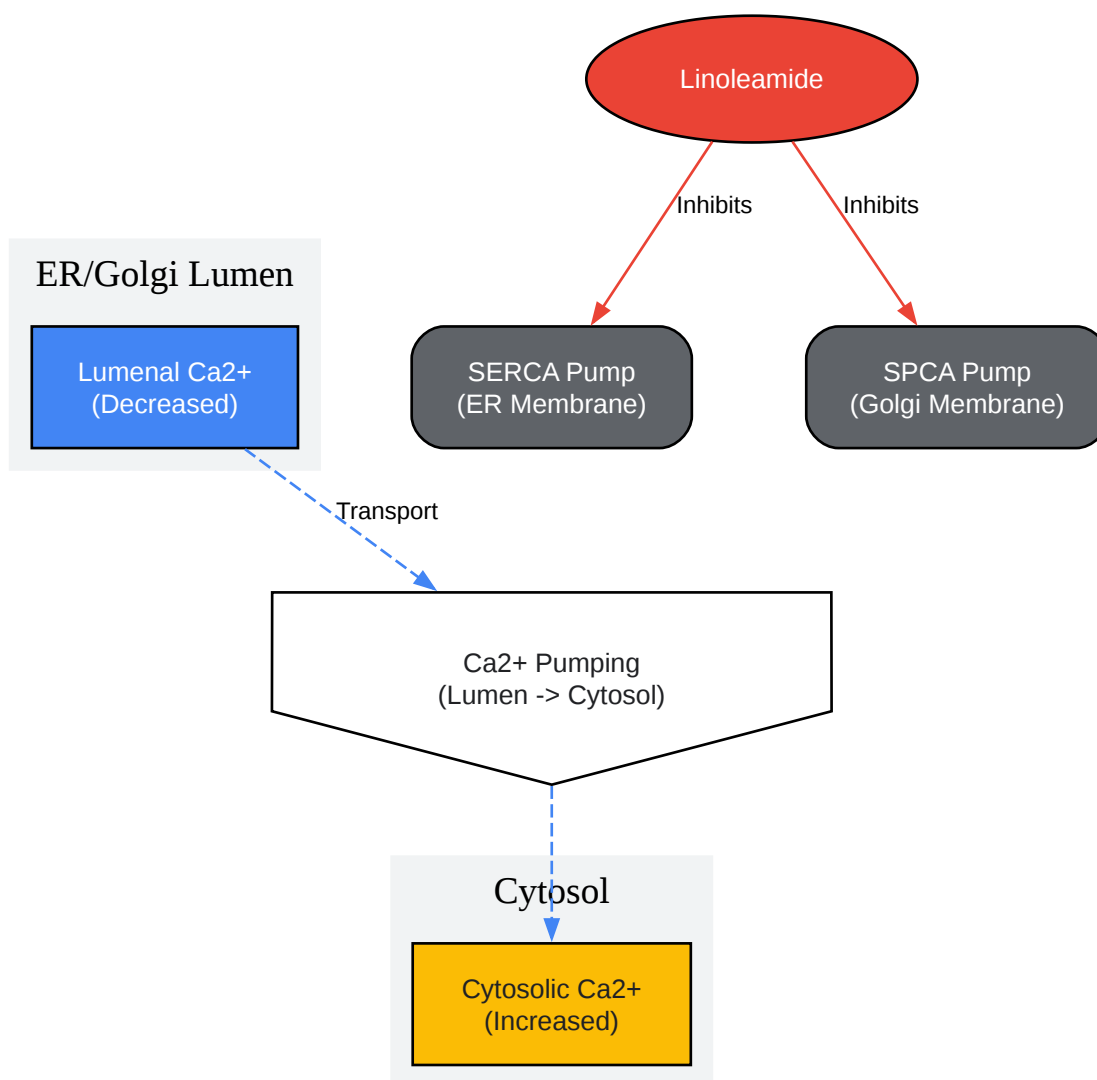 Linoleamide
Inhibits
Inhibits
ER/Golgi Lumen
Lumenal Ca2+
(Decreased)
SERCA Pump
(ER Membrane)
SPCA Pump
(Golgi Membrane)
Transport
Ca2+ Pumping
(Lumen -> Cytosol)
Cytosol
Cytosolic Ca2+
(Increased)